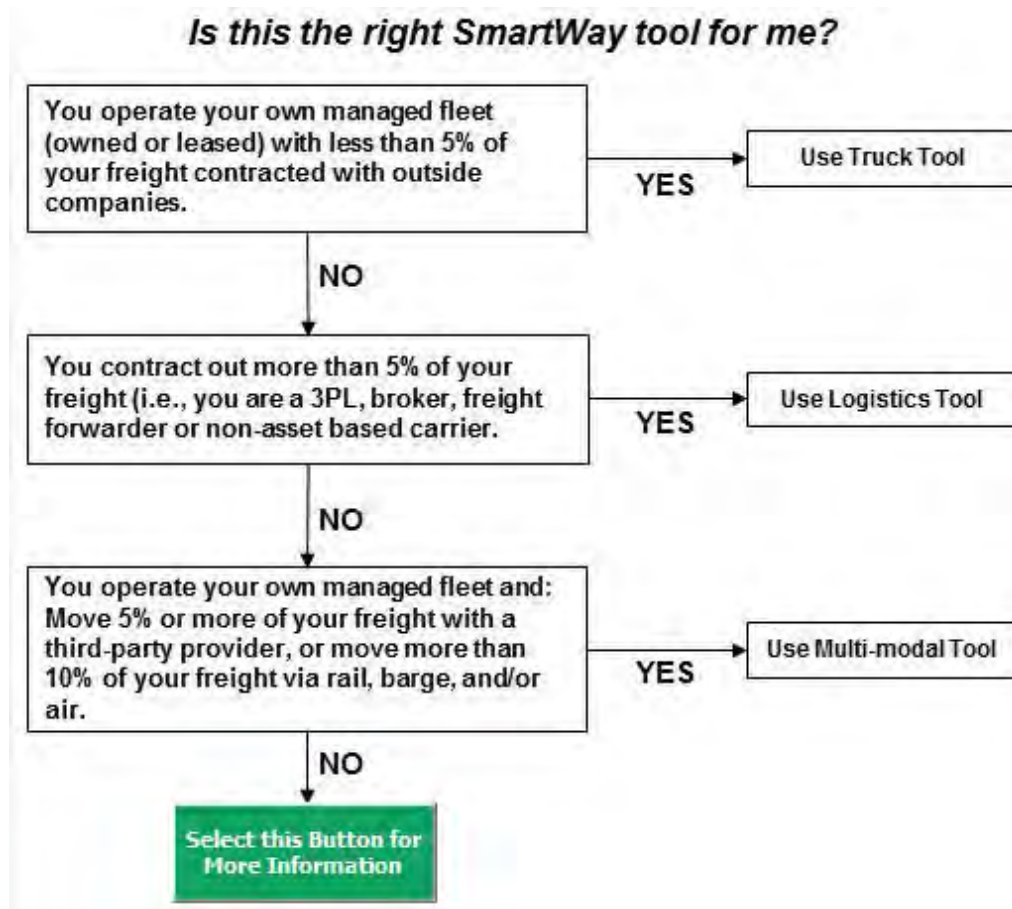 Is this the right SmartWay tool for me?
You operate your own managed fleet
(owned or leased) with less than 5% of
your freight contracted with outside
companies.
YES
Use Truck Tool
NO
You contract out more than 5% of your
freight (i.e., you are a 3PL, broker, freight
forwarder or non-asset based carrier.
YES
Use Logistics Tool
NO
You operate your own managed fleet and:
Move 5% or more of your freight with a
third-party provider, or move more than
10% of your freight via rail, barge, and/or
air.
YES
Use Multi-modal Tool
NO
Select this Button for
More Information